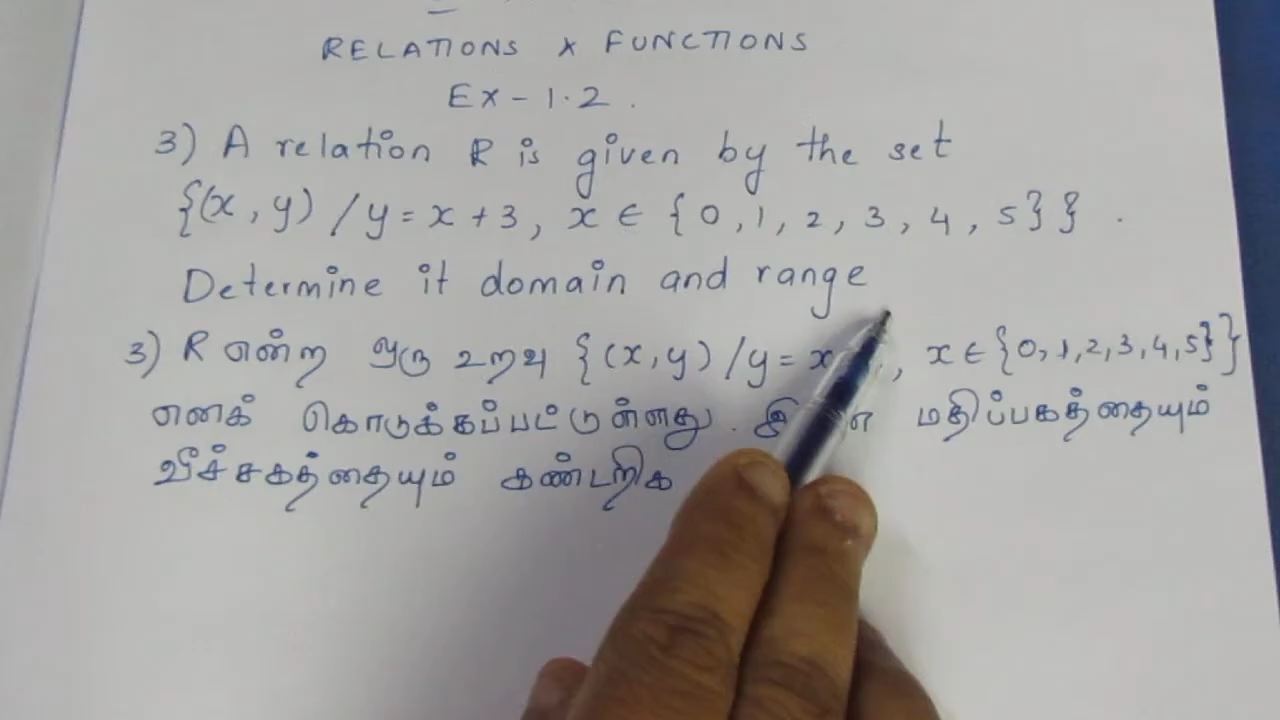 RELATIONS x FUNCTIONS
Ex - 1.2 .
3) A relation R is given by the set
{(x, y) / y = x + 3, x ∈ {0, 1, 2, 3, 4, 5}} .
Determine it domain and range
3) R என்ற ஒரு உறவு {(x, y) / y = x , x ∈ {0, 1, 2, 3, 4, 5}}
எனக் கொடுக்கப்பட்டுள்ளது. மதிப்பகத்தையும்
வீச்சகத்தையும் கண்டறிக